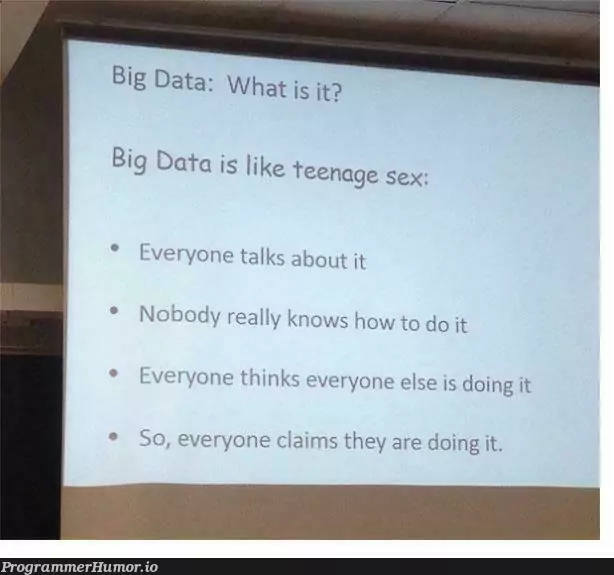 Big Data: What is it?
Big Data is like teenage sex:
• Everyone talks about it
• Nobody really knows how to do it
• Everyone thinks everyone else is doing it
• So, everyone claims they are doing it.
ProgrammerHumor.io